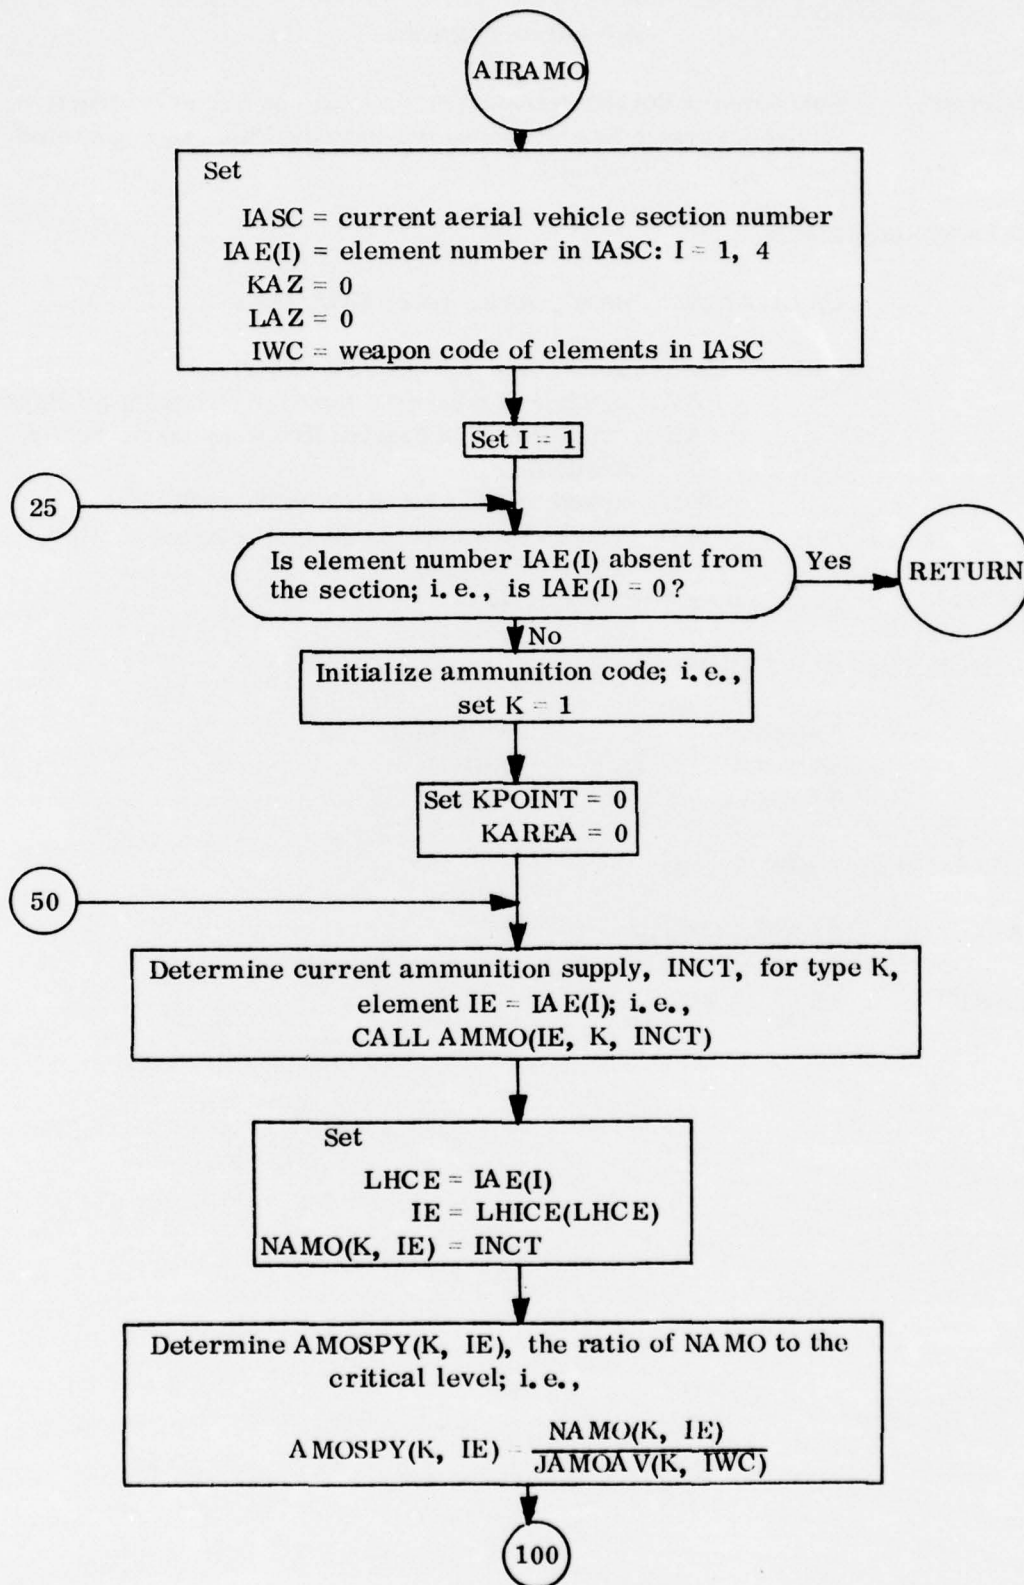 AIRAMO
Set
IASC = current aerial vehicle section number
IAE(I) = element number in IASC: I = 1, 4
KAZ = 0
LAZ = 0
IWC = weapon code of elements in IASC
Set I = 1
25
Is element number IAE(I) absent from
the section; i.e., is IAE(I) = 0?
Yes
RETURN
No
Initialize ammunition code; i.e.,
set K = 1
Set KPOINT = 0
KAREA = 0
50
Determine current ammunition supply, INCT, for type K,
element IE = IAE(I); i.e.,
CALL AMMO(IE, K, INCT)
Set
LHCE = IAE(I)
IE = LHICE(LHCE)
NAMO(K, IE) = INCT
Determine AMOSPY(K, IE), the ratio of NAMO to the
critical level; i.e.,
AMOSPY(K, IE) = NAMO(K, IE)
JAMOAV(K, IWC)
100